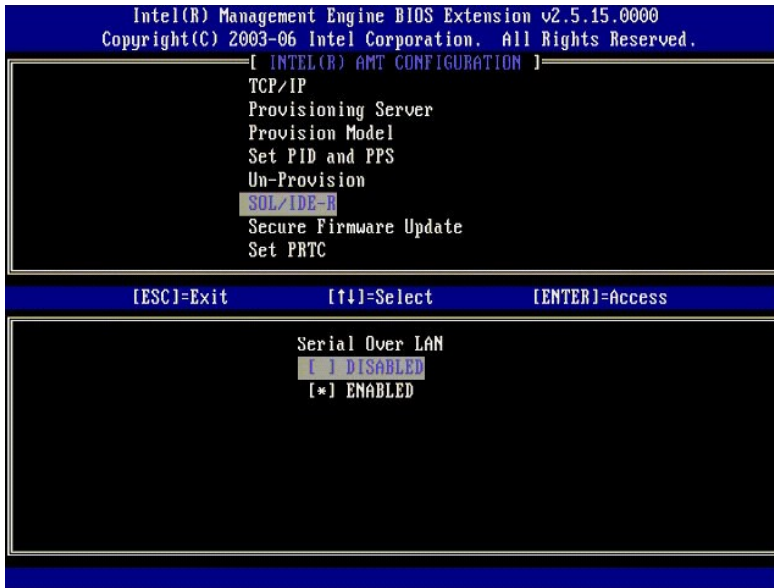 Intel(R) Management Engine BIOS Extension v2.5.15.0000
Copyright(C) 2003-06 Intel Corporation. All Rights Reserved.
[ INTEL(R) AMT CONFIGURATION ]
TCP/IP
Provisioning Server
Provision Model
Set PID and PPS
Un-Provision
SOL/IDE-R
Secure Firmware Update
Set PRTC
[ESC]=Exit [↑↓]=Select [ENTER]=Access
Serial Over LAN
[ ] DISABLED
[*] ENABLED